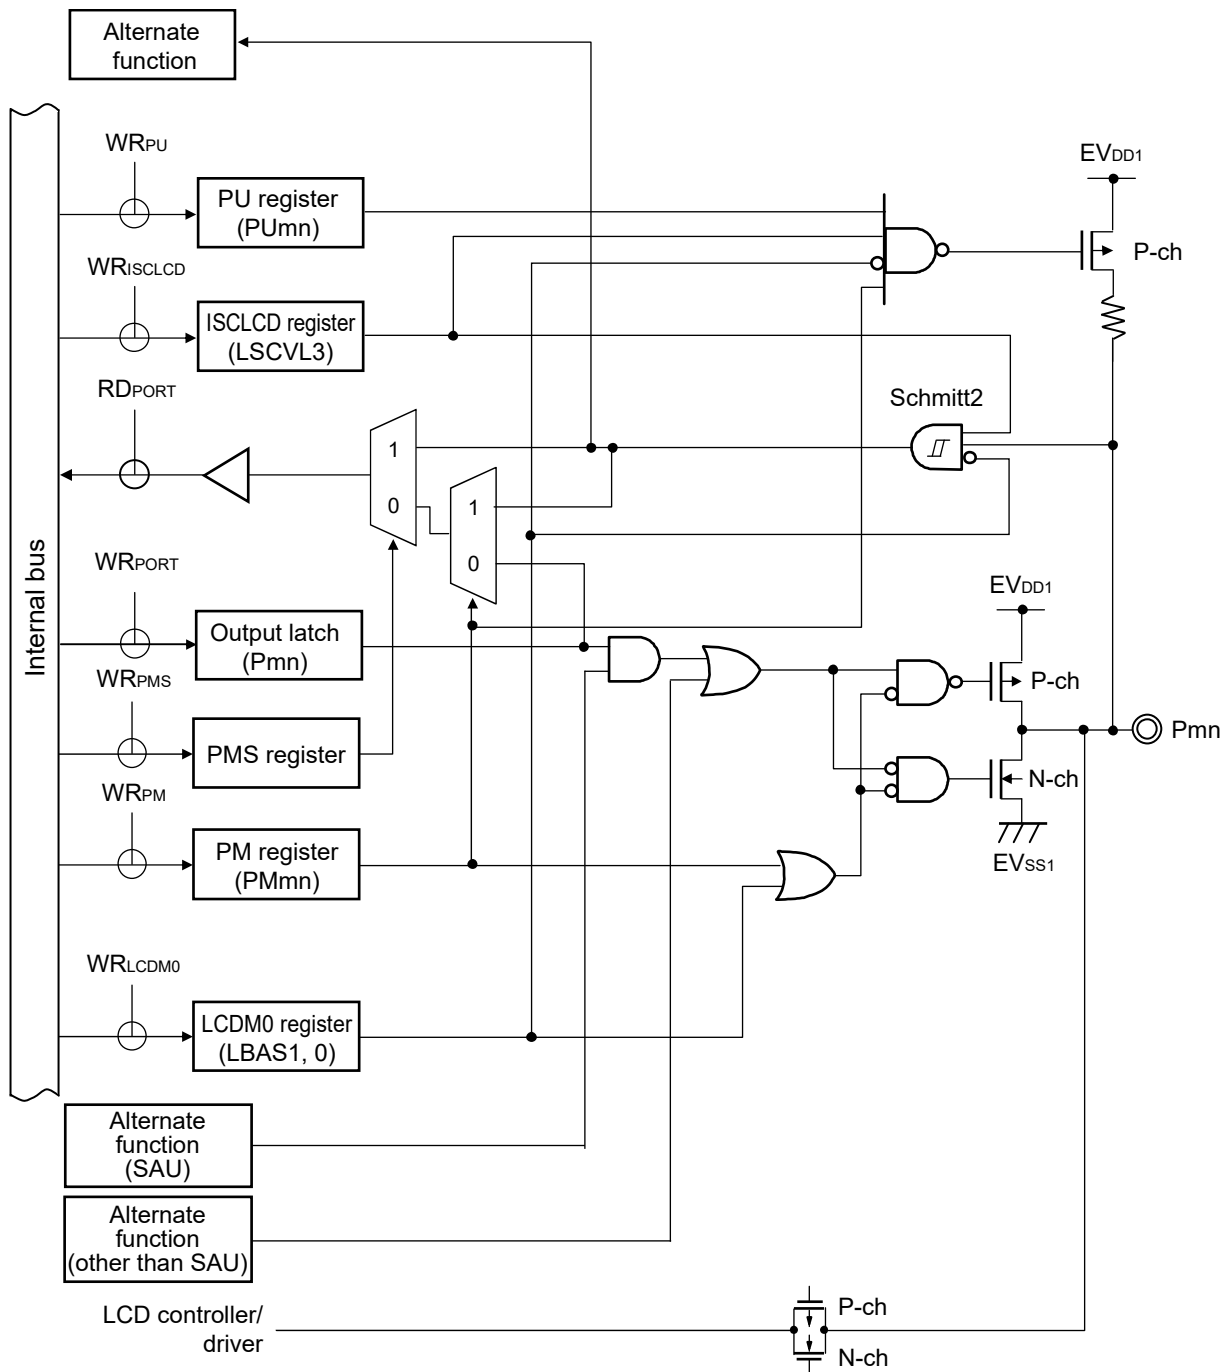 Alternate
function
WRPU
EVDD1
PU register
(PUmn)
P-ch
WRISCLCD
ISCLCD register
(LSCVL3)
RDPORT
Schmitt2
1
0
1
0
Internal bus
WRPORT
EVDD1
Output latch
(Pmn)
P-ch
WRPMS
Pmn
PMS register
N-ch
WRPM
PM register
(PMmn)
EVSS1
WRLCDM0
LCDM0 register
(LBAS1, 0)
Alternate
function
(SAU)
Alternate
function
(other than SAU)
LCD controller/
driver
P-ch
N-ch